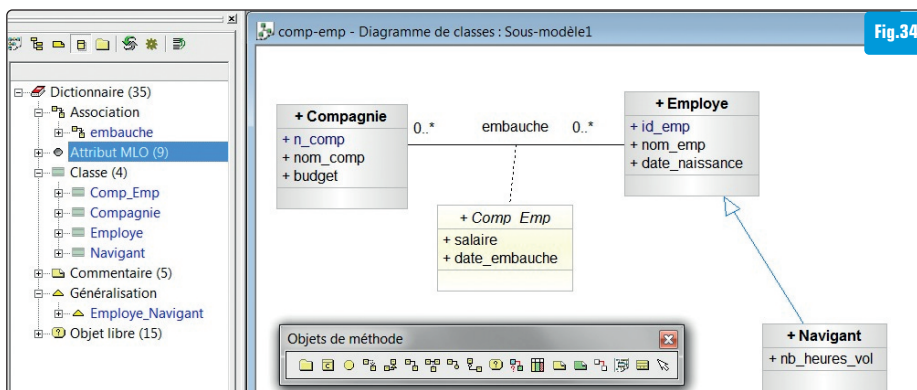 comp-emp - Diagramme de classes : Sous-modèle1
Fig.34
Dictionnaire (35)
Association
embauche
Attribut MLO (9)
Classe (4)
Comp_Emp
Compagnie
Employe
Navigant
Commentaire (5)
Généralisation
Employe_Navigant
Objet libre (15)
+ Compagnie
+ n_comp
+ nom_comp
+ budget
0..* embauche 0..*
+ Employe
+ id_emp
+ nom_emp
+ date_naissance
+ Comp Emp
+ salaire
+ date_embauche
Objets de méthode
+ Navigant
+ nb_heures_vol